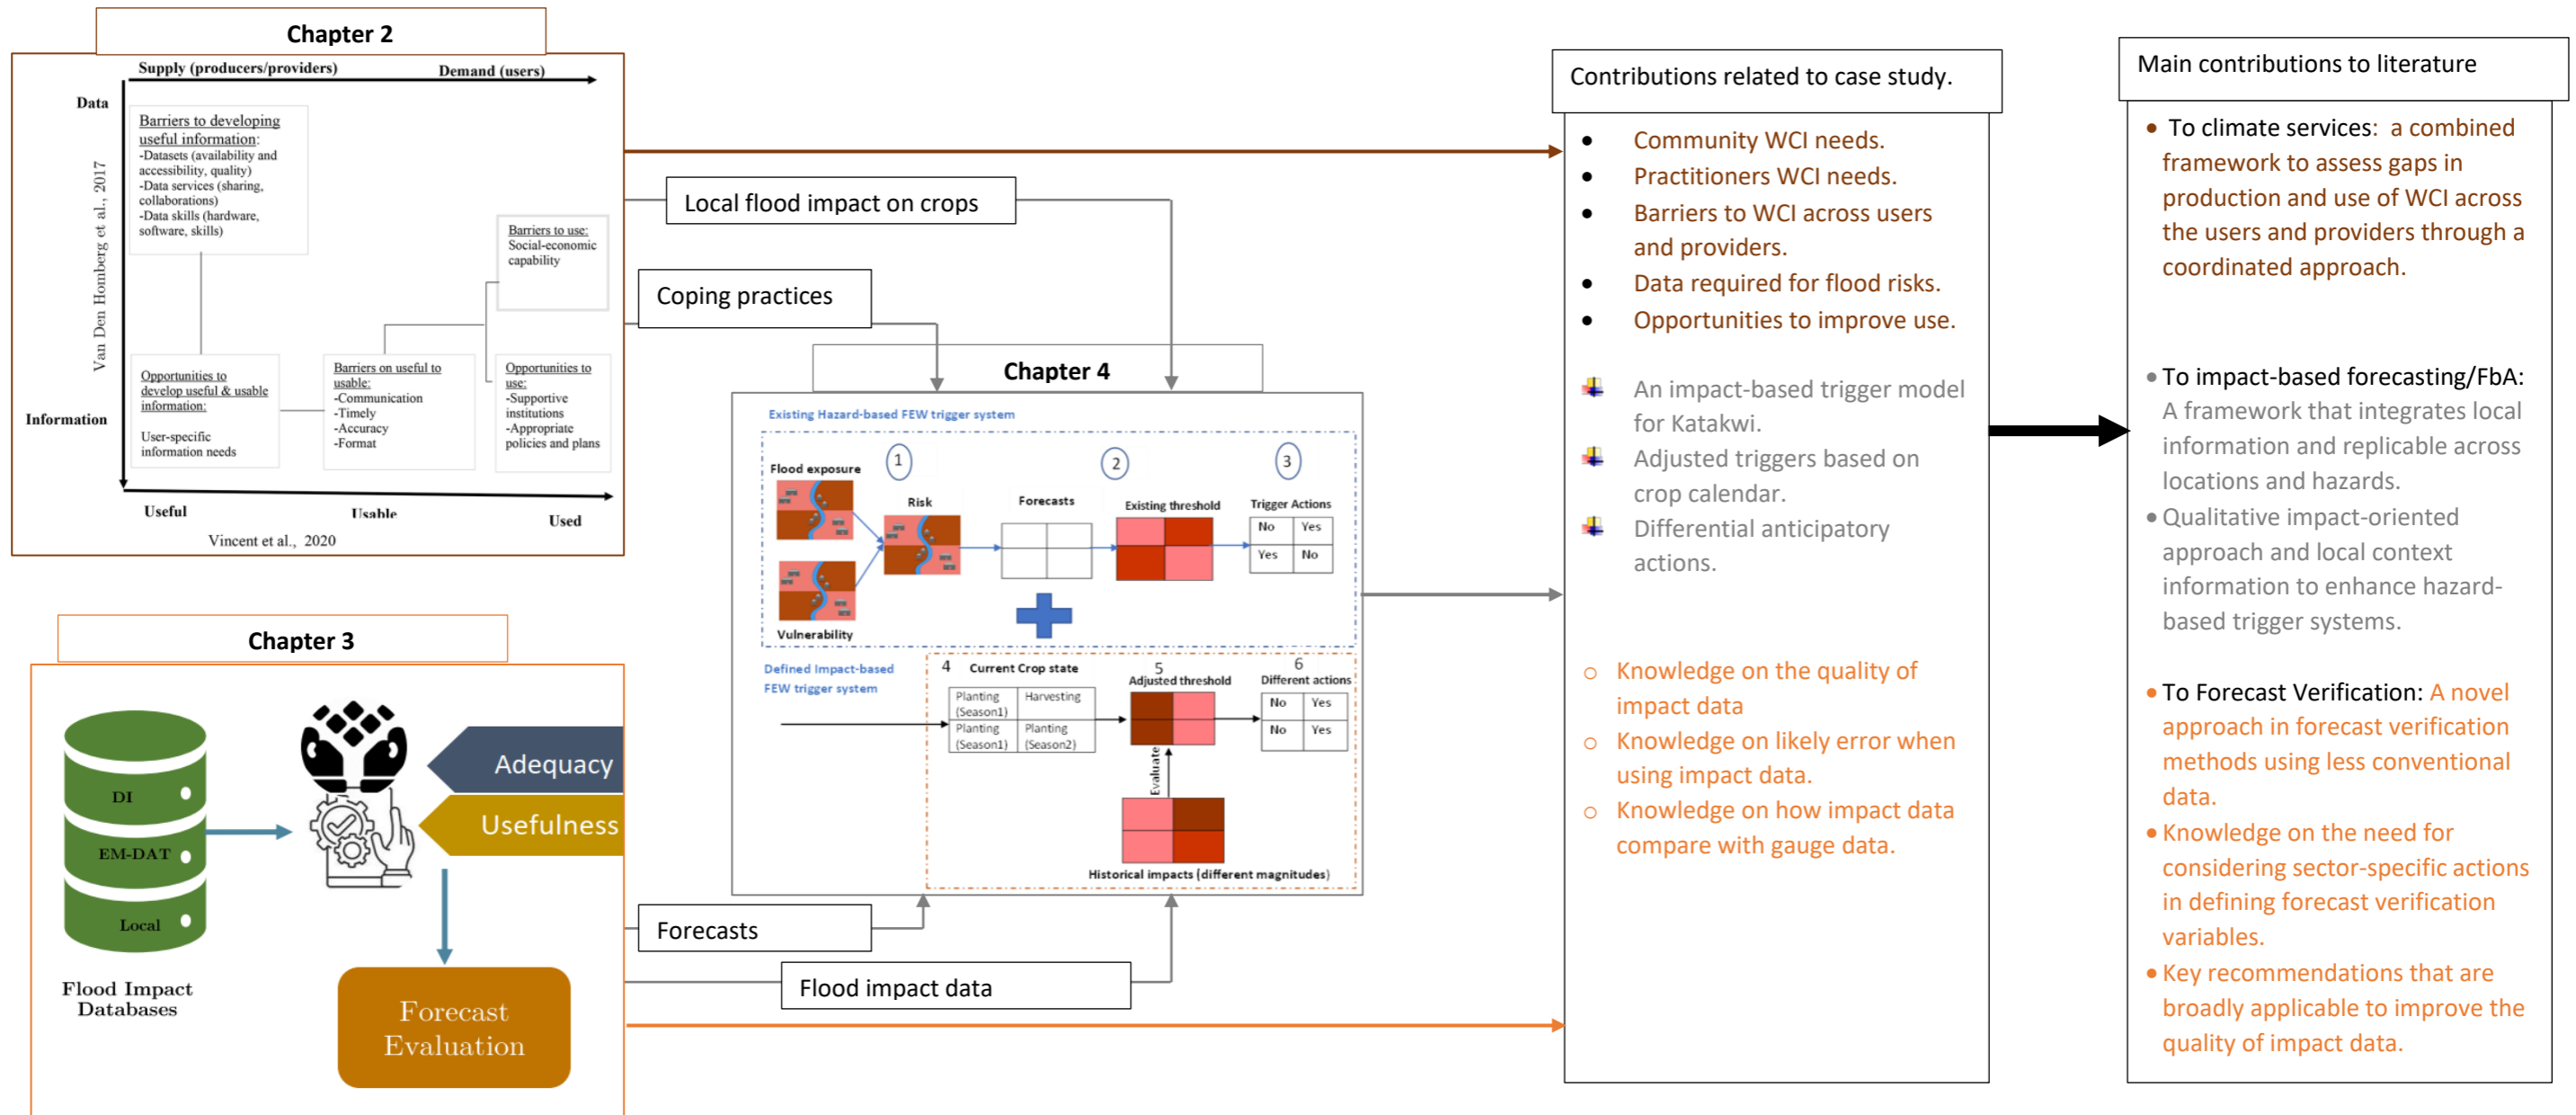 Chapter 2
Supply (producers/providers)
Demand (users)
Data
Van Den Homberg et al., 2017
Information
Barriers to developing
useful information:
-Datasets (availability and
accessibility, quality)
-Data services (sharing,
collaborations)
-Data skills (hardware,
software, skills)
Barriers to use:
Social-economic
capability
Opportunities to
develop useful & usable
information:
User-specific
information needs
Barriers on useful to
usable:
-Communication
-Timely
-Accuracy
-Format
Opportunities to
use:
-Supportive
institutions
-Appropriate
policies and plans
Useful
Usable
Used
Vincent et al., 2020
Chapter 3
DI
EM-DAT
Local
Flood Impact
Databases
Adequacy
Usefulness
Forecast
Evaluation
Local flood impact on crops
Coping practices
Forecasts
Flood impact data
Chapter 4
Existing Hazard-based FEW trigger system
1
2
3
Flood exposure
Risk
Forecasts
Existing threshold
Trigger Actions
No Yes
Yes No
Vulnerability
Defined Impact-based
FEW trigger system
4
Current Crop state
5
Adjusted threshold
6
Different actions
Planting
(Season1)
Harvesting
Planting
(Season1)
Planting
(Season2)
No Yes
No Yes
Evaluate
Historical impacts (different magnitudes)
Contributions related to case study.
• Community WCI needs.
• Practitioners WCI needs.
• Barriers to WCI across users
and providers.
• Data required for flood risks.
• Opportunities to improve use.
An impact-based trigger model
for Katakwi.
Adjusted triggers based on
crop calendar.
Differential anticipatory
actions.
o Knowledge on the quality of
impact data
o Knowledge on likely error when
using impact data.
o Knowledge on how impact data
compare with gauge data.
Main contributions to literature
• To climate services: a combined
framework to assess gaps in
production and use of WCI across
the users and providers through a
coordinated approach.
• To impact-based forecasting/FbA:
A framework that integrates local
information and replicable across
locations and hazards.
• Qualitative impact-oriented
approach and local context
information to enhance hazard-
based trigger systems.
• To Forecast Verification: A novel
approach in forecast verification
methods using less conventional
data.
• Knowledge on the need for
considering sector-specific actions
in defining forecast verification
variables.
• Key recommendations that are
broadly applicable to improve the
quality of impact data.